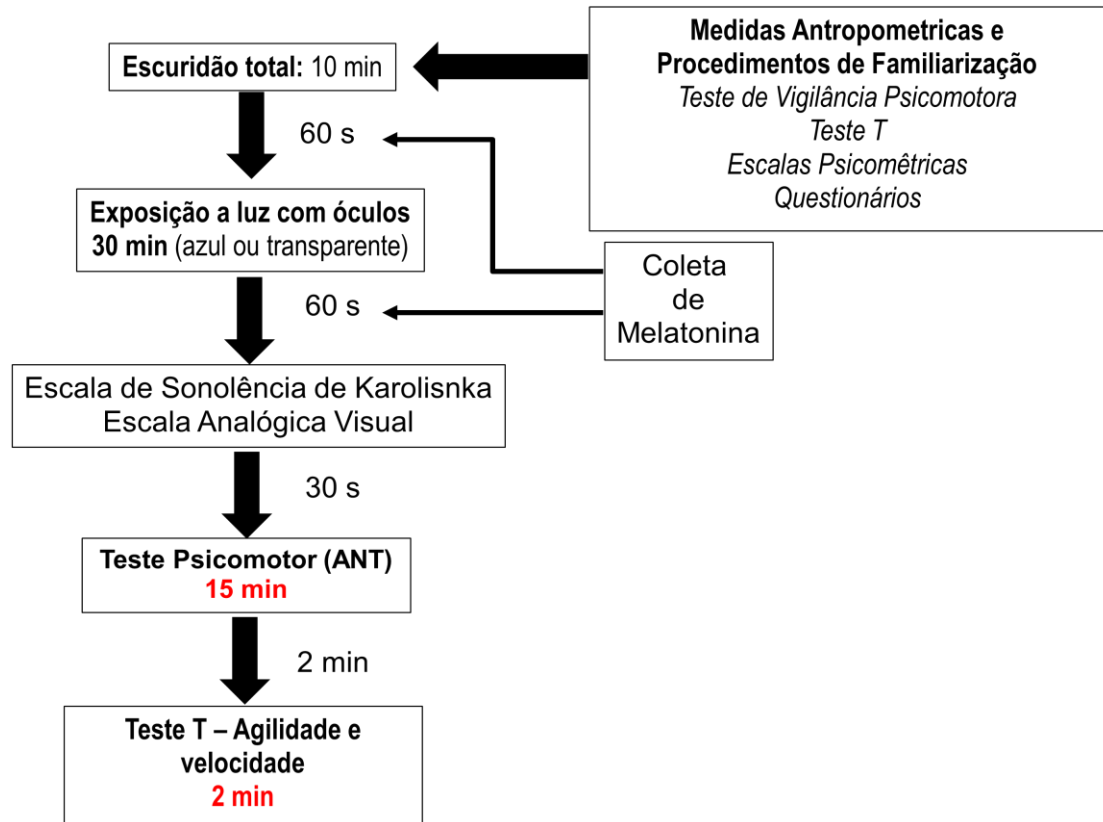 Medidas Antropometricas e
Procedimentos de Familiarização
Teste de Vigilância Psicomotora
Teste T
Escalas Psicomêtricas
Questionários
Escuridão total: 10 min
60 s
Exposição a luz com óculos
30 min (azul ou transparente)
Coleta
de
Melatonina
60 s
Escala de Sonolência de Karolisnka
Escala Analógica Visual
30 s
Teste Psicomotor (ANT)
15 min
2 min
Teste T – Agilidade e
velocidade
2 min